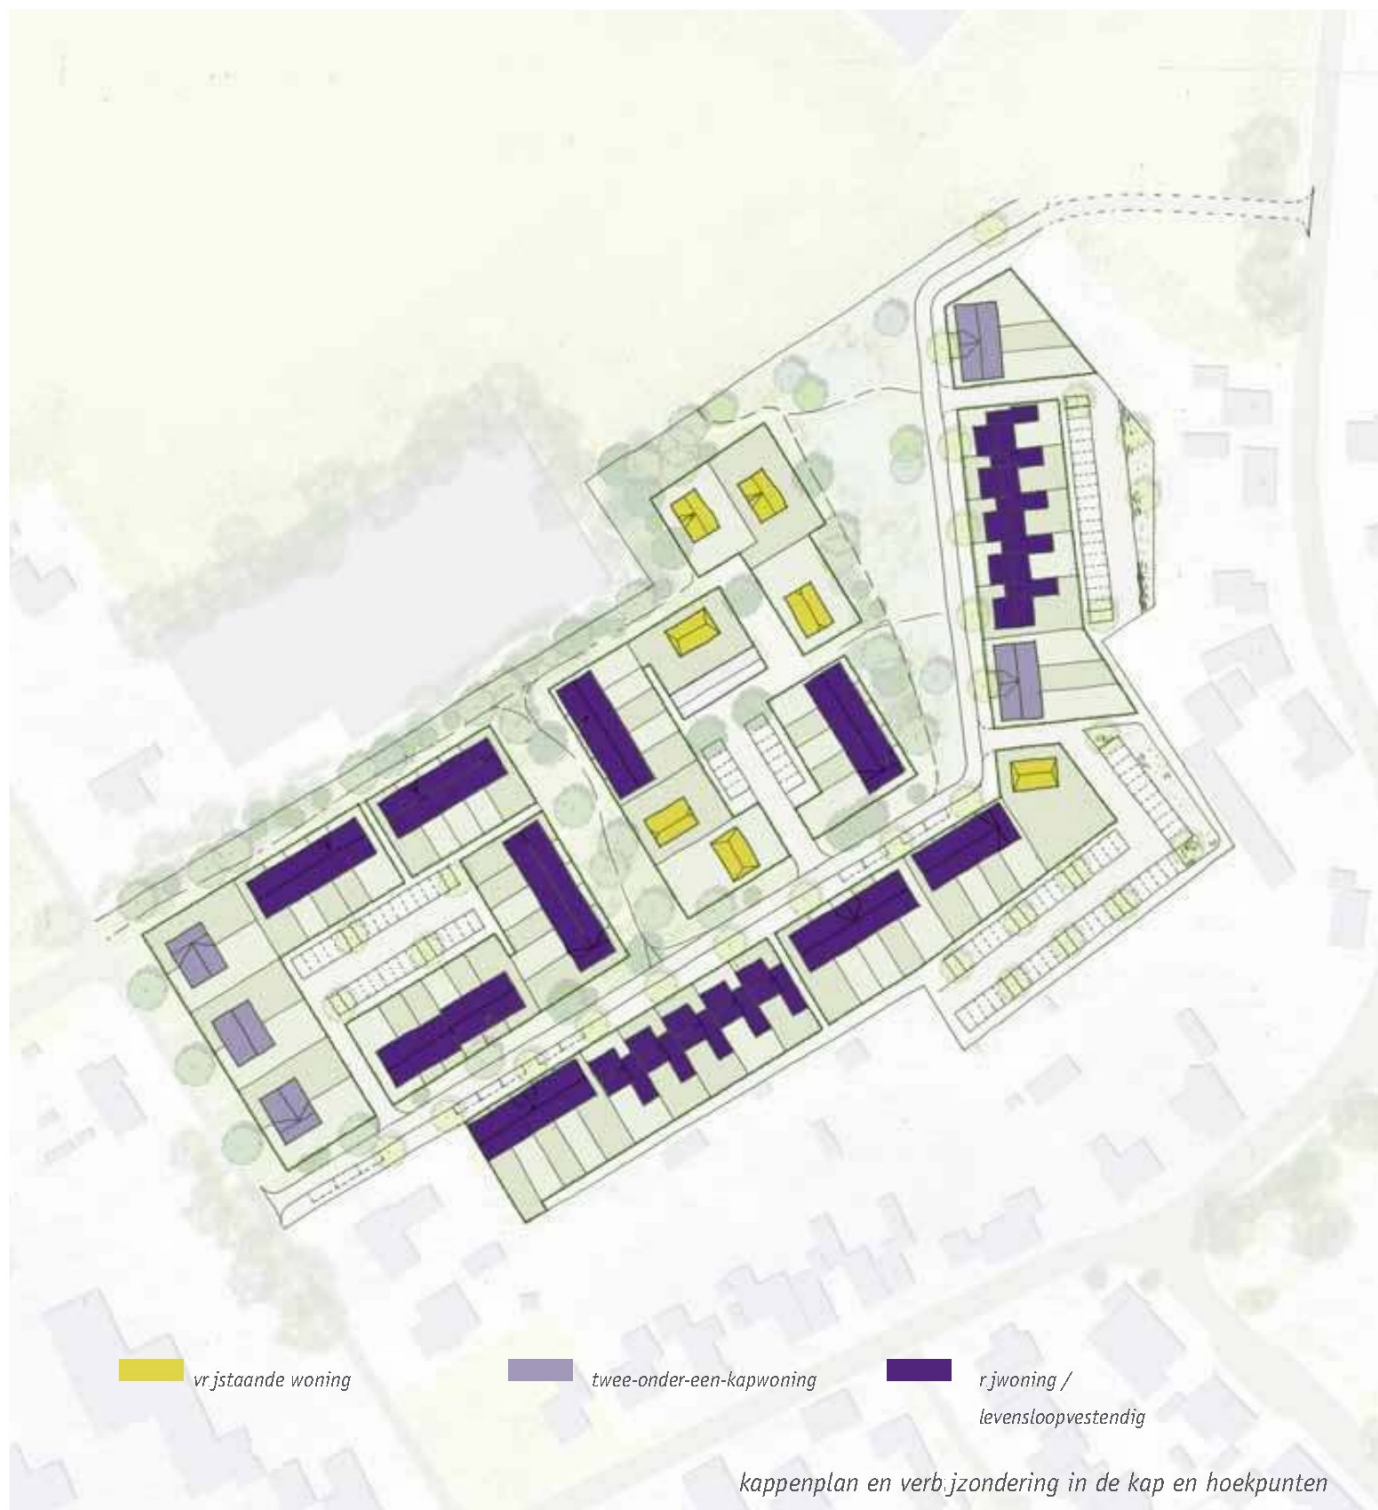 vr jstaande woning
twee-onder-een-kapwoning
r jwoning /
levensloopvestendig
kappenplan en verb jzondering in de kap en hoekpunten